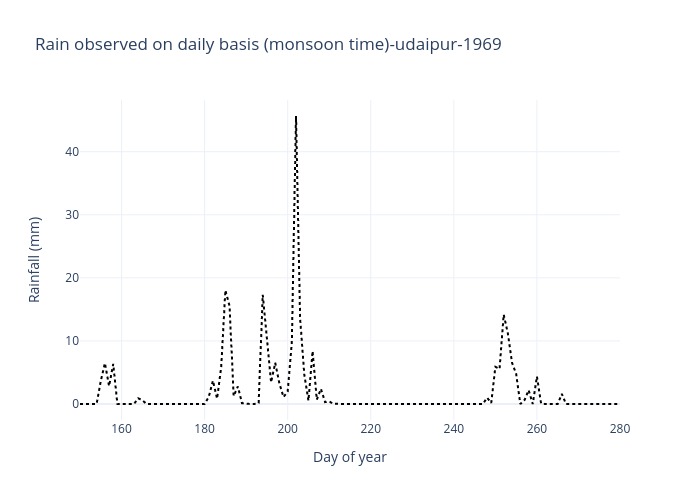 Rain observed on daily basis (monsoon time)-udaipur-1969
Rainfall (mm)
40
30
20
10
0
160 180 200 220 240 260 280
Day of year